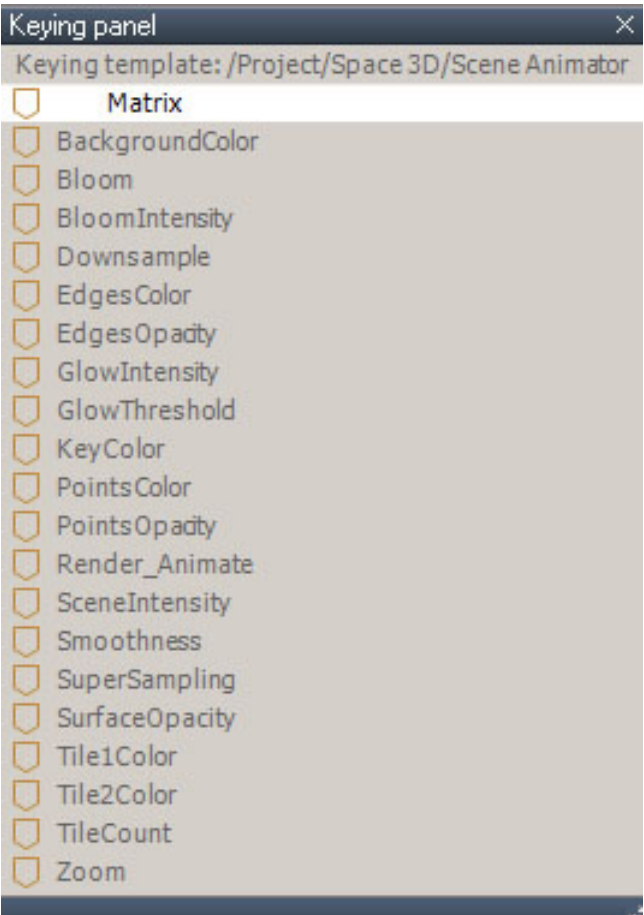 Keying panel
Keying template: /Project/Space 3D/Scene Animator
Matrix
BackgroundColor
Bloom
BloomIntensity
Downsample
EdgesColor
EdgesOpacity
GlowIntensity
GlowThreshold
KeyColor
PointsColor
PointsOpacity
Render_Animate
SceneIntensity
Smoothness
SuperSampling
SurfaceOpacity
Tile1Color
Tile2Color
TileCount
Zoom